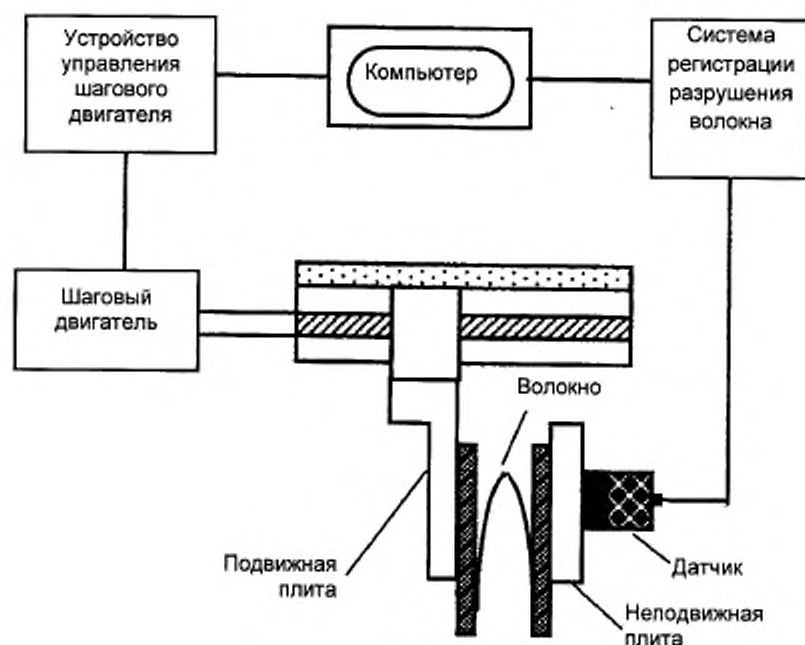 Устройство
управления
шагового
двигателя
Компьютер
Система
регистрации
разрушения
волокна
Шаговый
двигатель
Волокно
Подвижная
плита
Датчик
Неподвижная
плита